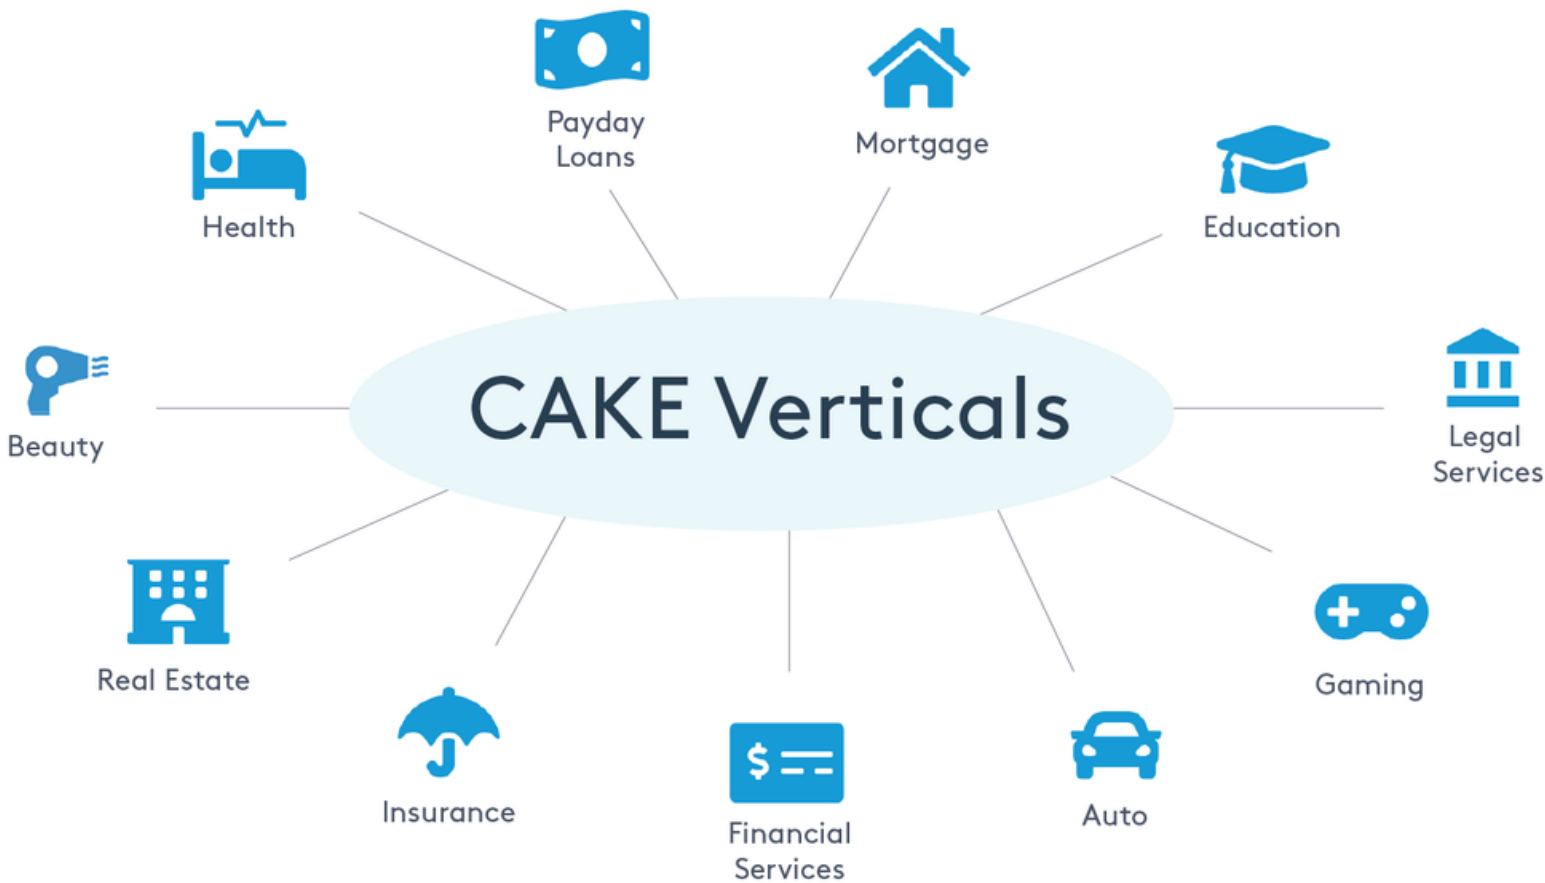 Payday
Loans
Mortgage
Health
Education
CAKE Verticals
Beauty
Legal
Services
Real Estate
Gaming
Insurance
Auto
$
Financial
Services